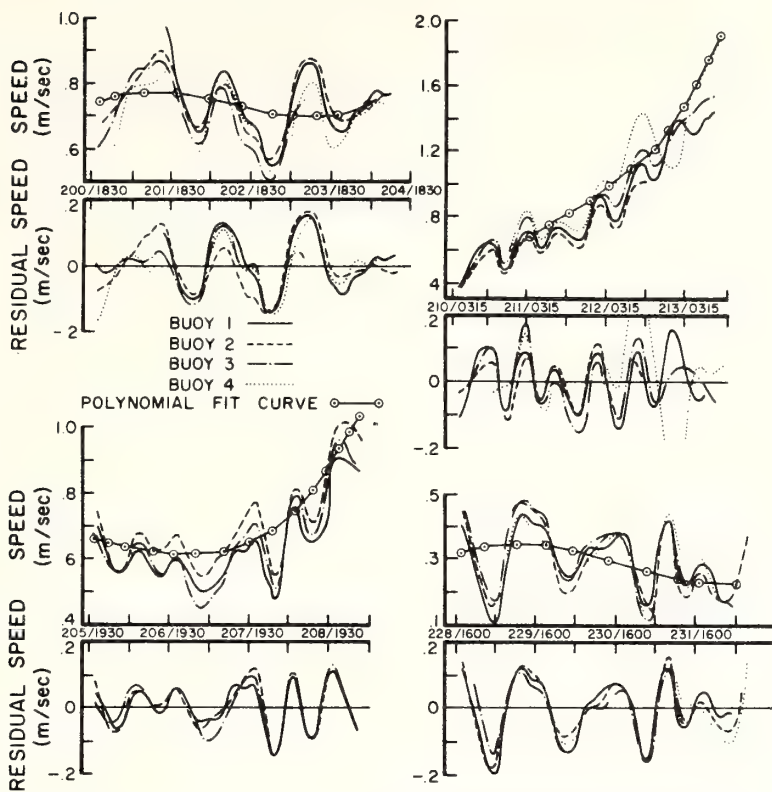 SPEED
(m/sec)
1.0
.8
.6
200/1830 201/1830 202/1830 203/1830 204/1830
RESIDUAL SPEED
(m/sec)
.2
0
-.2
BUOY 1
BUOY 2
BUOY 3
BUOY 4
POLYNOMIAL FIT CURVE
2.0
1.6
1.2
.8
.4
210/0315 211/0315 212/0315 213/0315
.2
0
-.2
SPEED
(m/sec)
1.0
.8
.6
.4
205/1930 206/1930 207/1930 208/1930
RESIDUAL SPEED
(m/sec)
.2
0
-.2
.5
.3
.1
228/1600 229/1600 230/1600 231/1600
.2
0
-.2